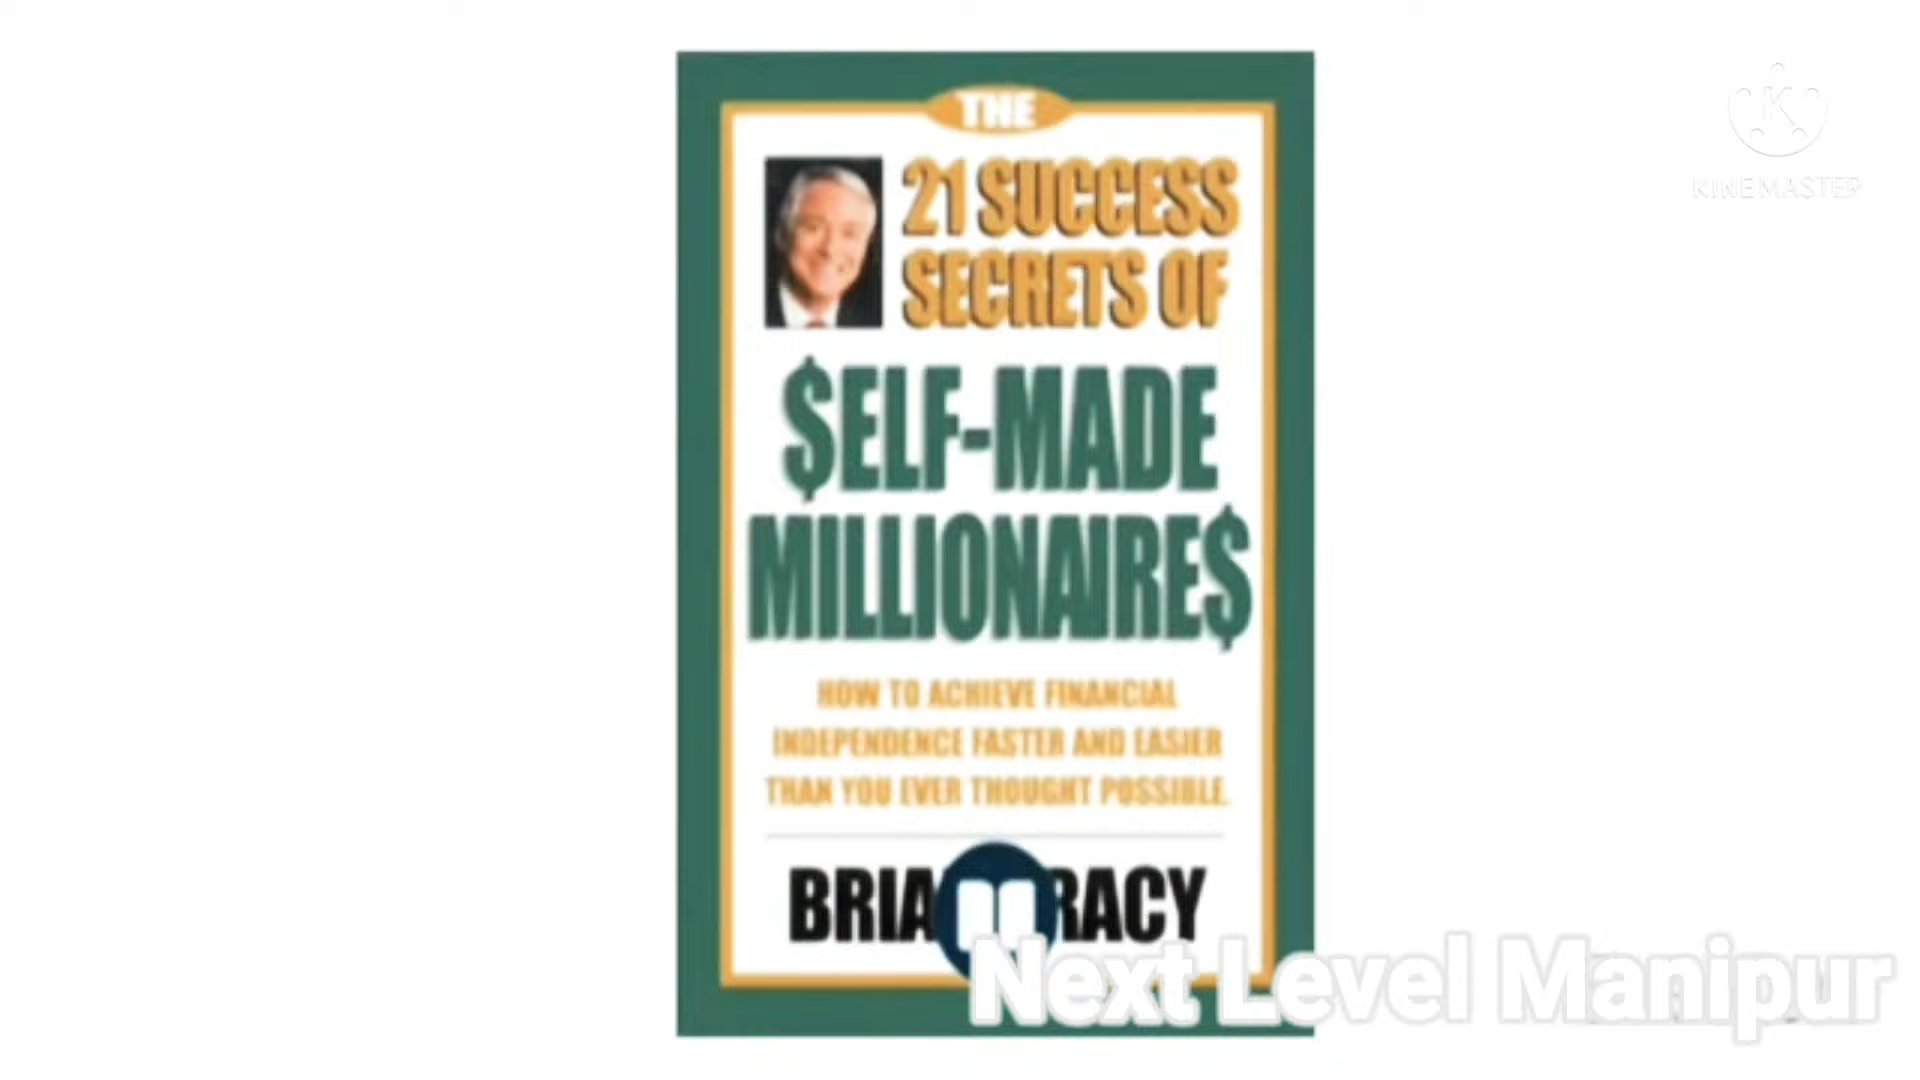 THE
21 SUCCESS
SECRETS OF
$ELF-MADE
MILLIONAIRE$
HOW TO ACHIEVE FINANCIAL
INDEPENDENCE FASTER AND EASIER
THAN YOU EVER THOUGHT POSSIBLE.
BRIA RACY
Next Level Manipur
KINEMASTER